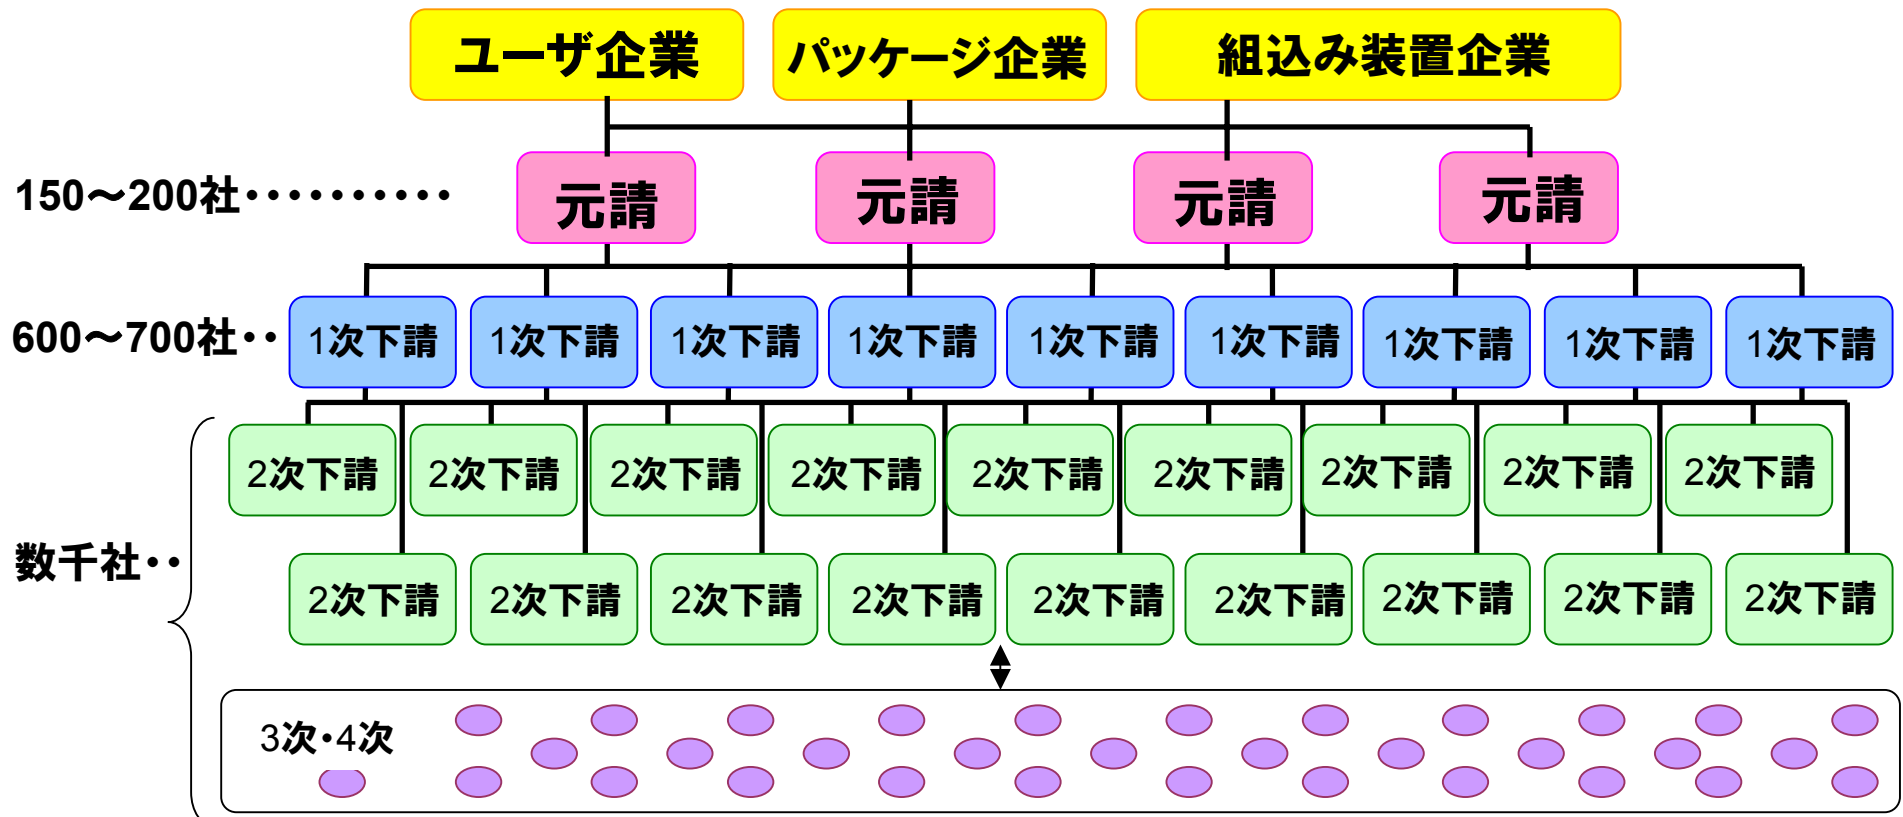 ユーザ企業 パッケージ企業 組込み装置企業
150～200社・・・・・・・・・・ 元請 元請 元請 元請
600～700社・・ 1次下請 1次下請 1次下請 1次下請 1次下請 1次下請 1次下請 1次下請 1次下請
2次下請 2次下請 2次下請 2次下請 2次下請 2次下請 2次下請 2次下請 2次下請
数千社・・
2次下請 2次下請 2次下請 2次下請 2次下請 2次下請 2次下請 2次下請 2次下請
3次・4次